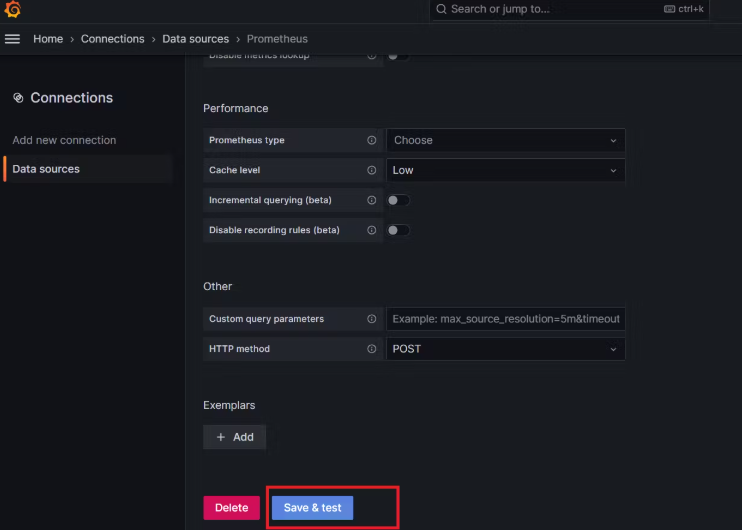 Search or jump to... ctrl+k
Home > Connections > Data sources > Prometheus
Disable metrics lookup
Connections
Performance
Add new connection
Prometheus type Choose
Data sources
Cache level Low
Incremental querying (beta)
Disable recording rules (beta)
Other
Custom query parameters Example: max_source_resolution=5m&timeout
HTTP method POST
Exemplars
+ Add
Delete Save & test